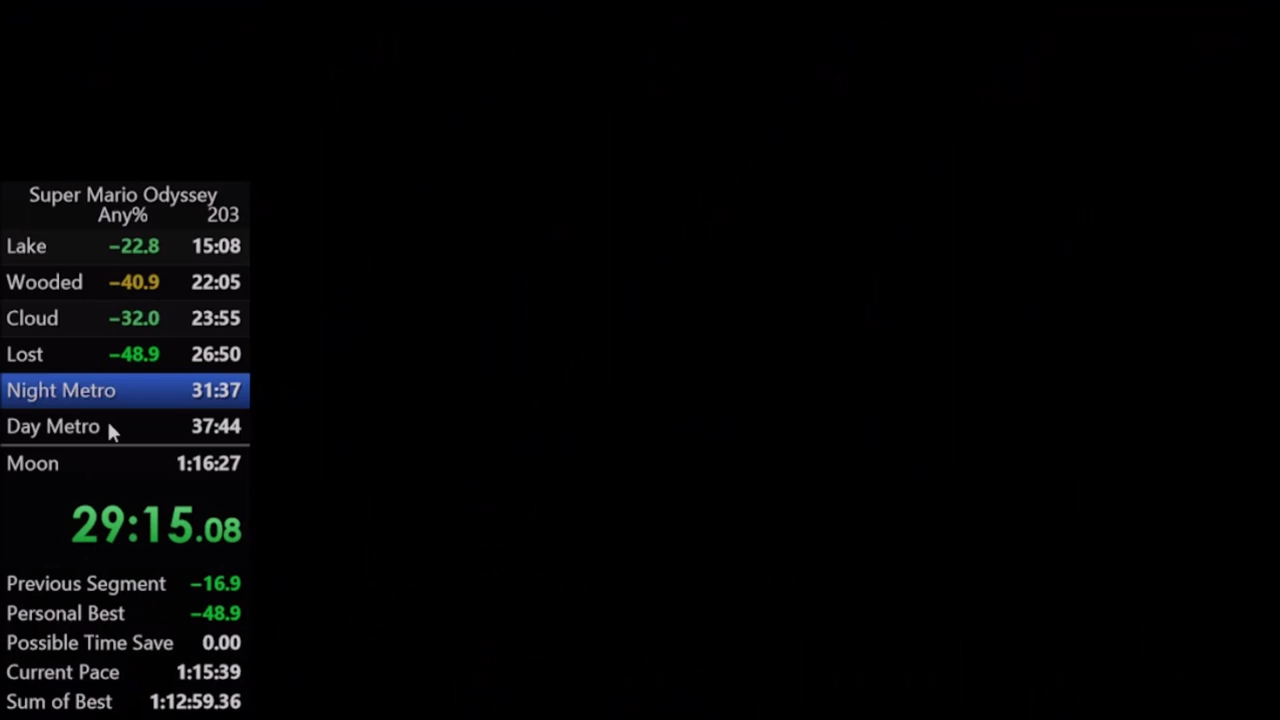 Super Mario Odyssey
Any% 203
Lake -22.8 15:08
Wooded -40.9 22:05
Cloud -32.0 23:55
Lost -48.9 26:50
Night Metro 31:37
Day Metro 37:44
Moon 1:16:27
29:15.08
Previous Segment -16.9
Personal Best -48.9
Possible Time Save 0.00
Current Pace 1:15:39
Sum of Best 1:12:59.36